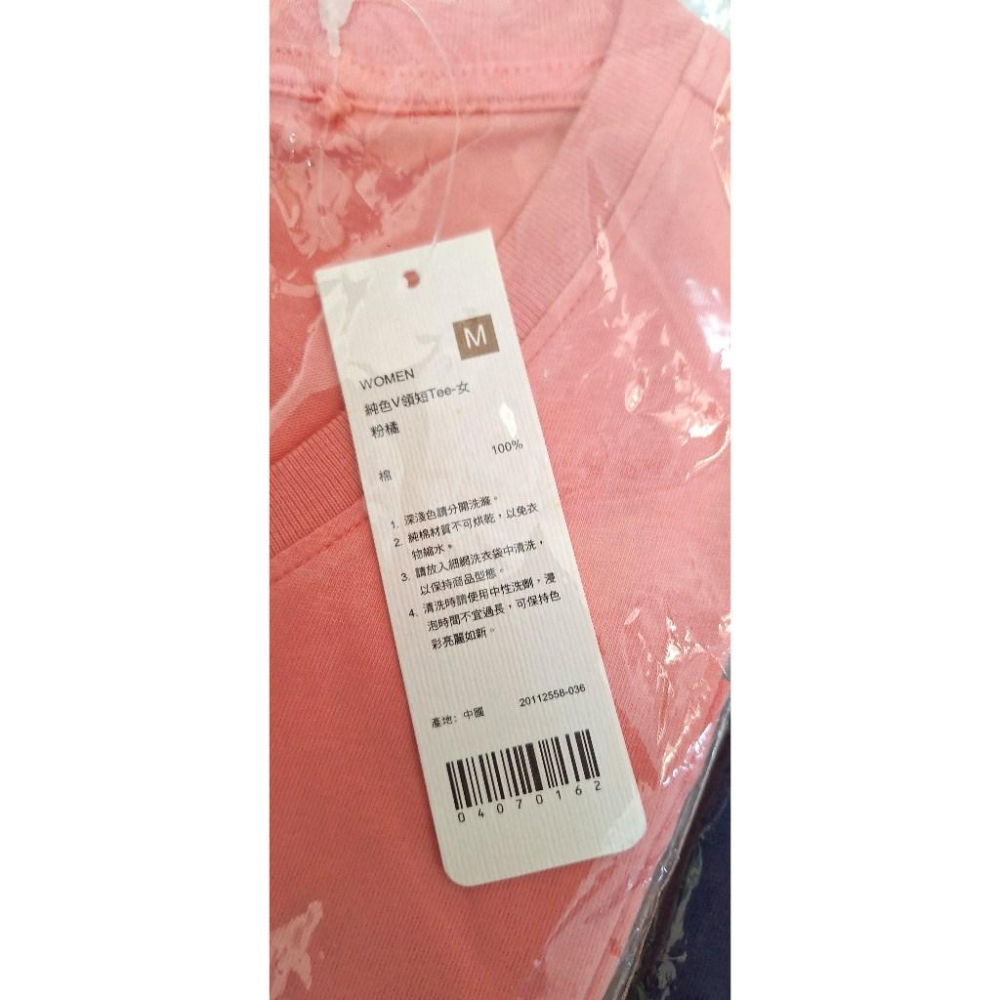 M
WOMEN
純色V領短Tee-女
粉橘
棉 100%
1. 深淺色請分開洗滌。
2. 純棉材質不可烘乾，以免衣
物縮水。
3. 請放入細網洗衣袋中清洗，
以保持商品型態。
4. 清洗時請使用中性洗劑，浸
泡時間不宜過長，可保持色
彩亮麗如新。
產地：中國 20112558-036
04070162